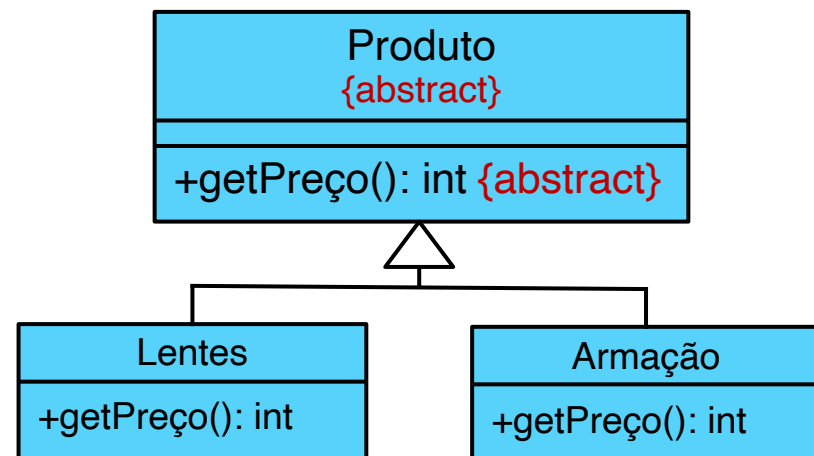 Produto
{abstract}
+getPreço(): int {abstract}
Lentes
+getPreço(): int
Armação
+getPreço(): int